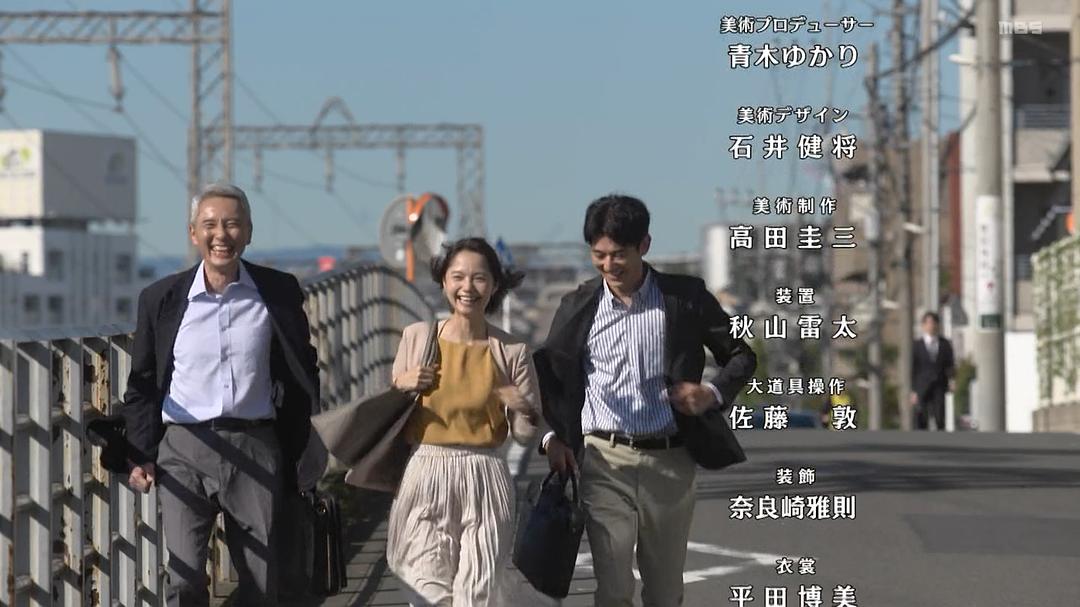 美術プロデューサー
mbs
青木ゆかり
美術デザイン
石井健将
美術制作
高田圭三
装置
秋山雷太
大道具操作
佐藤 敦
装飾
奈良崎雅則
衣裳
平田博美